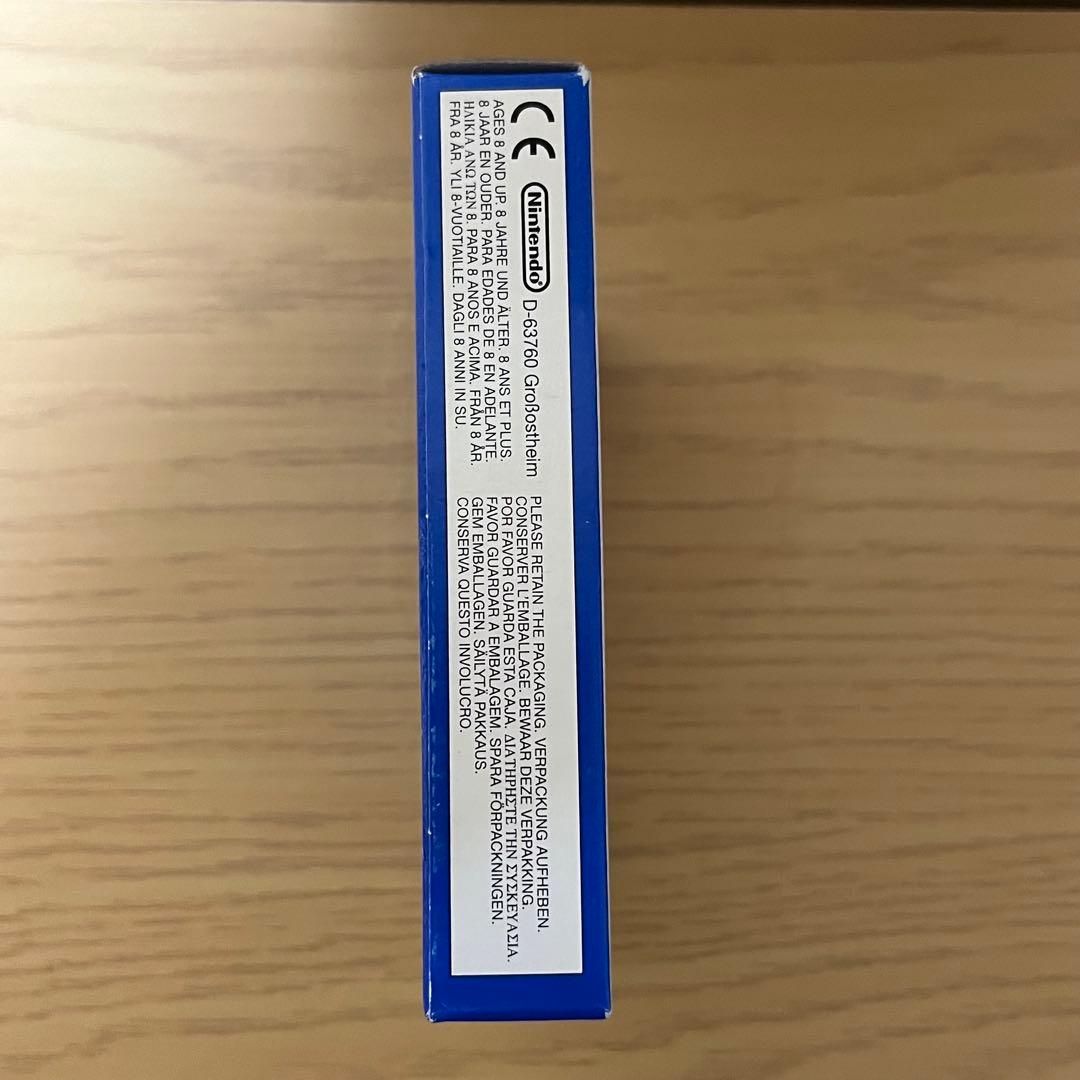 CE Nintendo® D-63760 Großostheim
AGES 8 AND UP. 8 JAHRE UND ÄLTER. 8 ANS ET PLUS.
8 JAAR EN OUDER. PARA EDADES DE 8 EN ADELANTE.
ΗΛΙΚΙΑ ΑΝΩ ΤΩΝ 8. PARA 8 ANOS E ACIMA. FRÅN 8 ÅR.
FRA 8 ÅR. YLI 8-VUOTIAILLE. DAGLI 8 ANNI IN SU.
PLEASE RETAIN THE PACKAGING. VERPACKUNG AUFHEBEN.
CONSERVER L'EMBALLAGE. BEWAAR DEZE VERPAKKING.
POR FAVOR GUARDA ESTA CAJA. ΔΙΑΤΗΡΗΣΤΕ ΤΗΝ ΣΥΣΚΕΥΑΣΙΑ.
FAVOR GUARDAR A EMBALAGEM. SPARA FÖRPACKNINGEN.
GEM EMBALLAGEN. SÄILYTÄ PAKKAUS.
CONSERVA QUESTO INVOLUCRO.